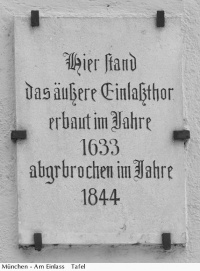 Hier stand
das äußere Einlaßthor
erbaut im Jahre
1633
abgebrochen im Jahre
1844
München - Am Einlass Tafel